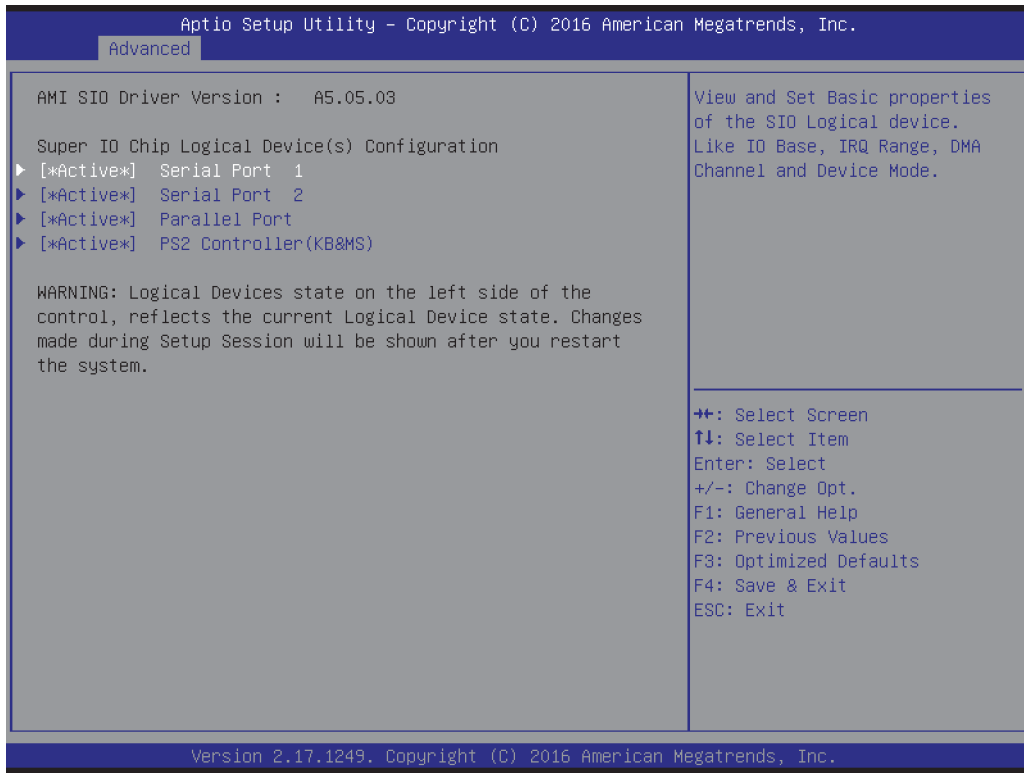 Aptio Setup Utility – Copyright (C) 2016 American Megatrends, Inc.
Advanced
AMI SIO Driver Version : A5.05.03
Super IO Chip Logical Device(s) Configuration
[*Active*] Serial Port 1
[*Active*] Serial Port 2
[*Active*] Parallel Port
[*Active*] PS2 Controller(KB&MS)
WARNING: Logical Devices state on the left side of the
control, reflects the current Logical Device state. Changes
made during Setup Session will be shown after you restart
the system.
View and Set Basic properties
of the SIO Logical device.
Like IO Base, IRQ Range, DMA
Channel and Device Mode.
→←: Select Screen
↑↓: Select Item
Enter: Select
+/-: Change Opt.
F1: General Help
F2: Previous Values
F3: Optimized Defaults
F4: Save & Exit
ESC: Exit
Version 2.17.1249. Copyright (C) 2016 American Megatrends, Inc.